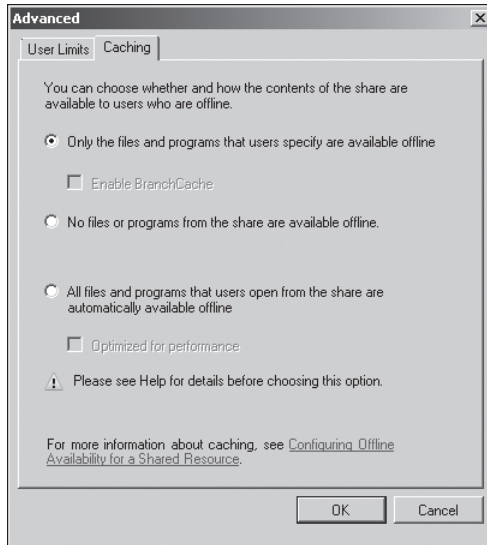 Advanced
User Limits
Caching
You can choose whether and how the contents of the share are
available to users who are offline.
Only the files and programs that users specify are available offline
Enable BranchCache
No files or programs from the share are available offline.
All files and programs that users open from the share are
automatically available offline
Optimized for performance
Please see Help for details before choosing this option.
For more information about caching, see Configuring Offline
Availability for a Shared Resource.
OK
Cancel